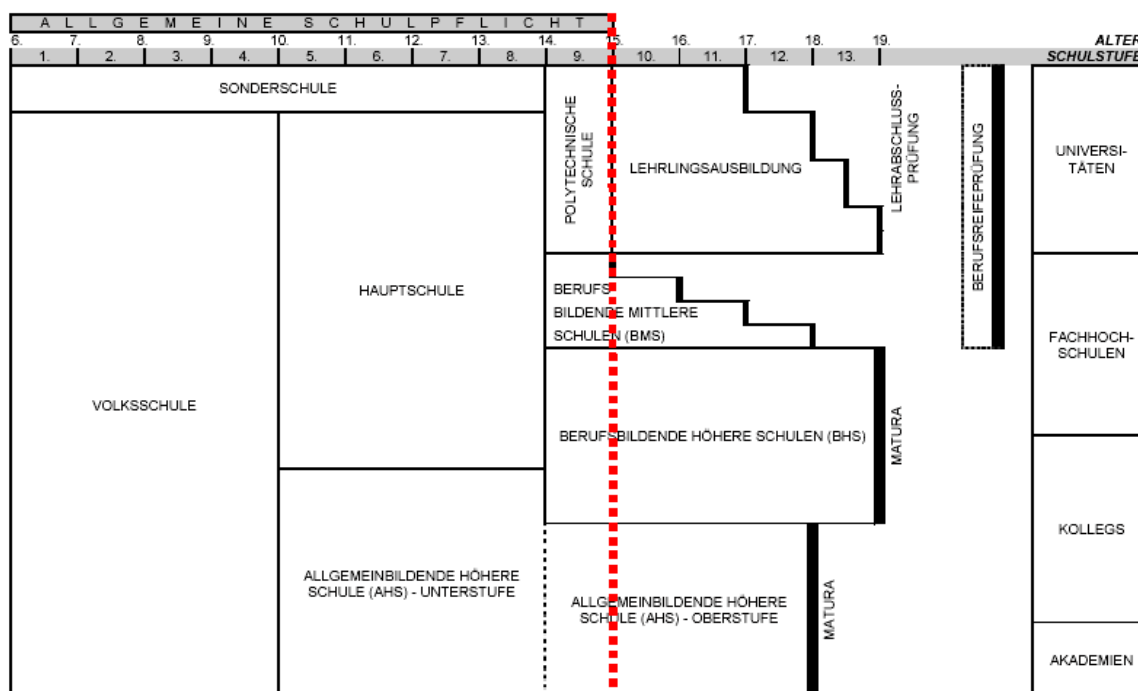 ALLGEMEINE SCHULPFLICHT
6. 7. 8. 9. 10. 11. 12. 13. 14. 15. 16. 17. 18. 19. ALTER
1. 2. 3. 4. 5. 6. 7. 8. 9. 10. 11. 12. 13. SCHULSTUFE
SONDERSCHULE
VOLKSSCHULE
HAUPTSCHULE
ALLGEMEINBILDENDE HÖHERE
SCHULE (AHS) - UNTERSTUFE
POLYTECHNISCHE
SCHULE
LEHRLINGSAUSBILDUNG
LEHRABSCHLUSS-
PRÜFUNG
BERUFS
BILDENDE MITTLERE
SCHULEN (BMS)
BERUFSBILDENDE HÖHERE SCHULEN (BHS)
MATURA
ALLGEMEINBILDENDE HÖHERE
SCHULE (AHS) - OBERSTUFE
MATURA
BERUFSREIFEPRÜFUNG
UNIVERSI-
TÄTEN
FACHHOCH-
SCHULEN
KOLLEGS
AKADEMIEN